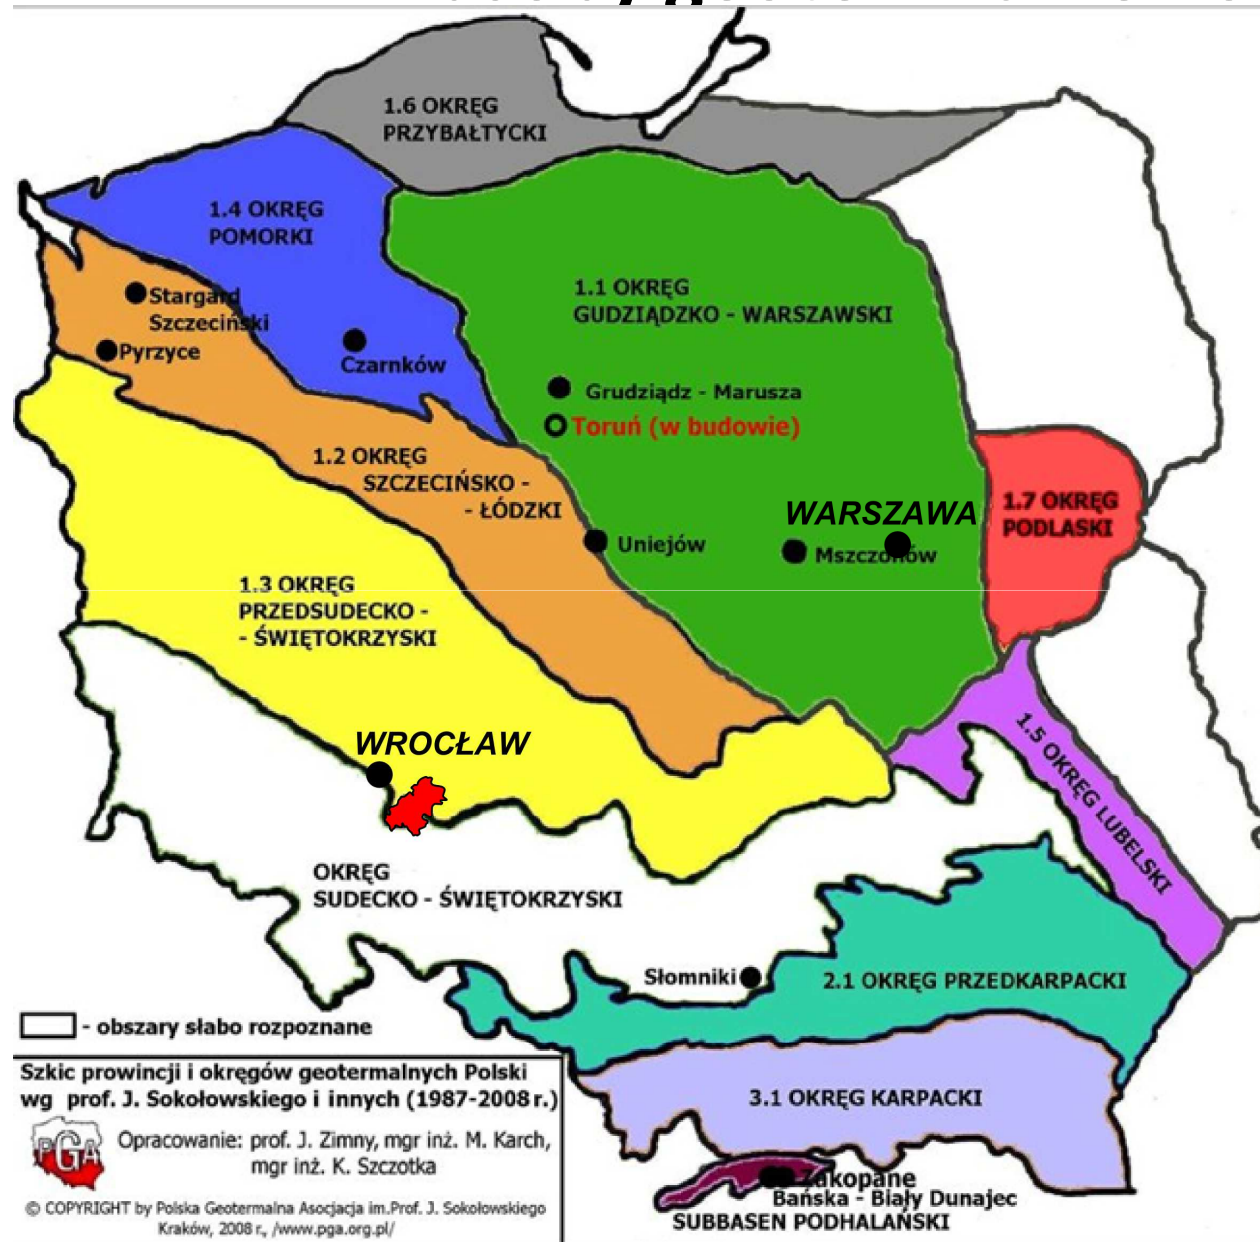 1.6 OKRĘG
PRZYBAŁTYCKI
1.4 OKRĘG
POMORKI
1.1 OKRĘG
GUDZIĄDZKO - WARSZAWSKI
Stargard
Szczeciński
Pyrzyce
Czarnków
Grudziądz - Marusza
Toruń (w budowie)
1.2 OKRĘG
SZCZECIŃSKO -
- ŁÓDZKI
WARSZAWA
1.7 OKRĘG
PODLASKI
Uniejów
Mszczonów
1.3 OKRĘG
PRZEDSUDECKO -
- ŚWIĘTOKRZYSKI
WROCŁAW
1.5 OKRĘG LUBELSKI
OKRĘG
SUDECKO - ŚWIĘTOKRZYSKI
Słomniki
2.1 OKRĘG PRZEDKARPACKI
- obszary słabo rozpoznane
Szkic prowincji i okręgów geotermalnych Polski
wg prof. J. Sokołowskiego i innych (1987-2008 r.)
3.1 OKRĘG KARPACKI
PGA
Opracowanie: prof. J. Zimny, mgr inż. M. Karch,
mgr inż. K. Szczotka
Zakopane
Bańska - Biały Dunajec
SUBBASEN PODHALAŃSKI
© COPYRIGHT by Polska Geotermalna Asocjacja im.Prof. J. Sokołowskiego
Kraków, 2008 r., /www.pga.org.pl/